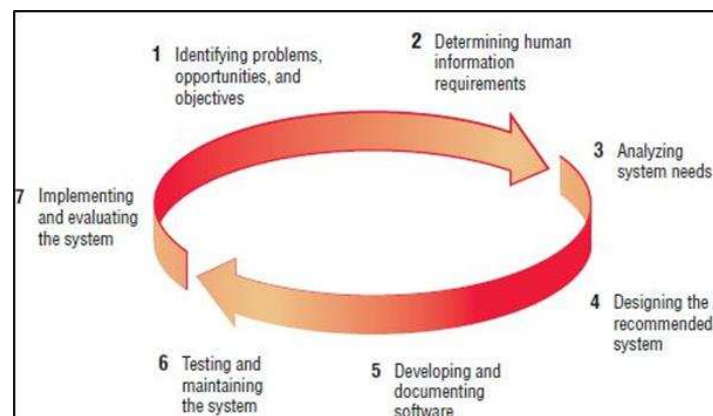 1 Identifying problems,
opportunities, and
objectives
2 Determining human
information
requirements
3 Analyzing
system needs
4 Designing the
recommended
system
5 Developing and
documenting
software
6 Testing and
maintaining
the system
7 Implementing
and evaluating
the system